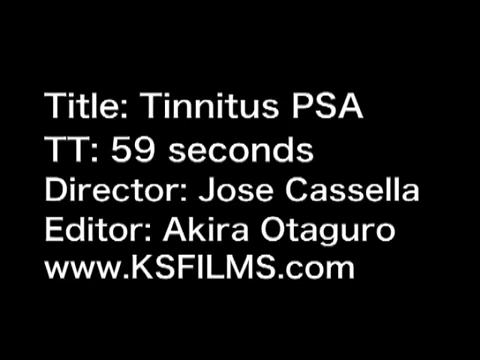 Title: Tinnitus PSA
TT: 59 seconds
Director: Jose Cassella
Editor: Akira Otaguro
www.KSFILMS.com